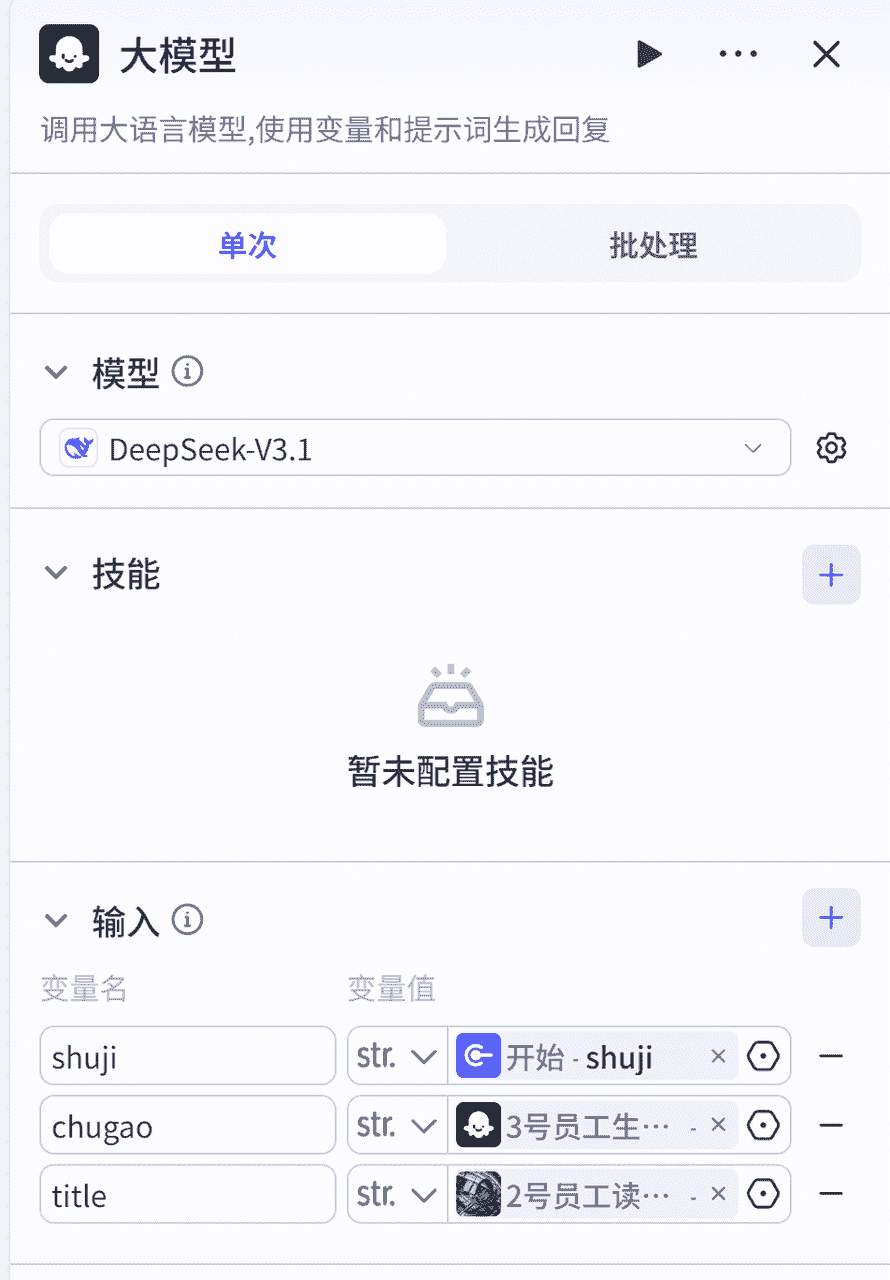 大模型
调用大语言模型,使用变量和提示词生成回复
单次 批处理
模型
DeepSeek-V3.1
技能
暂未配置技能
输入
变量名 变量值
shuji str. 开始 - shuji
chugao str. 3号员工生··· -
title str. 2号员工读··· -